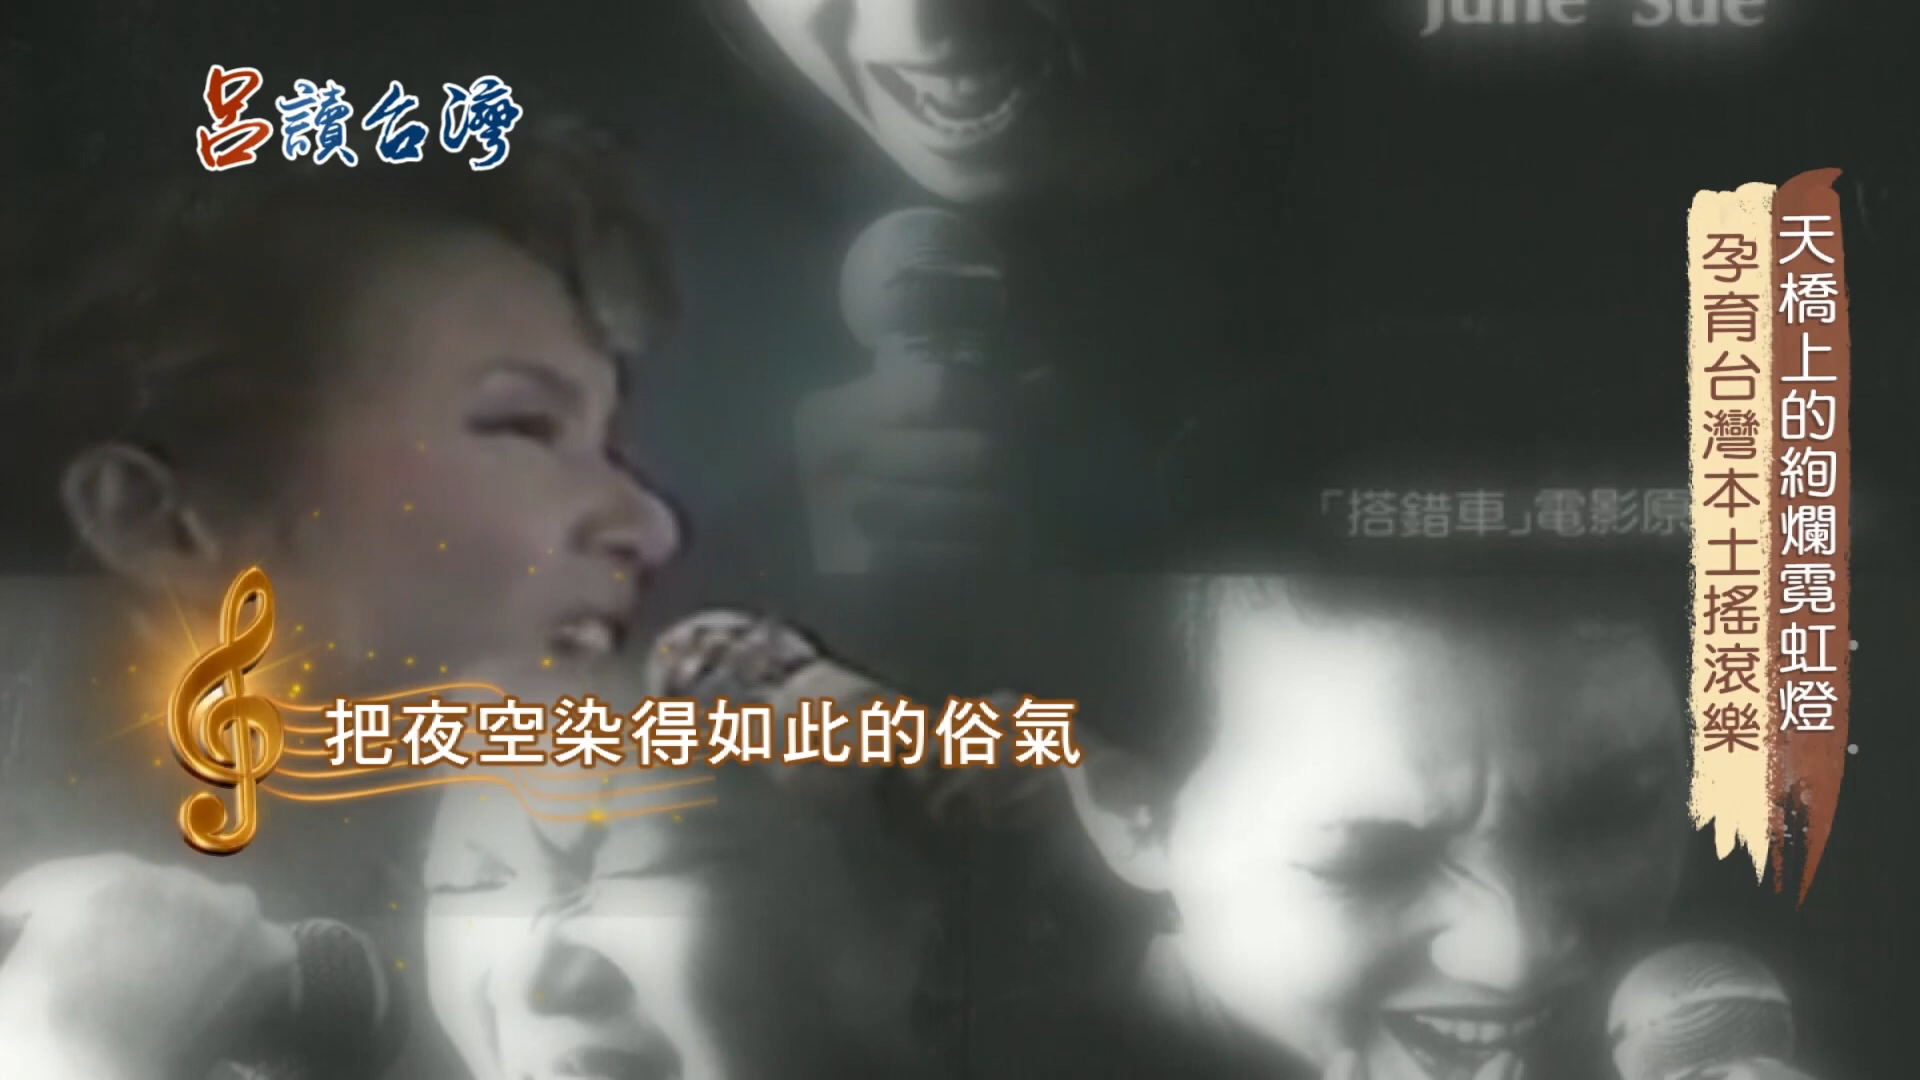 June Sue
呂讀台灣
天橋上的絢爛霓虹燈
孕育台灣本土搖滾樂
「搭錯車」電影原
把夜空染得如此的俗氣